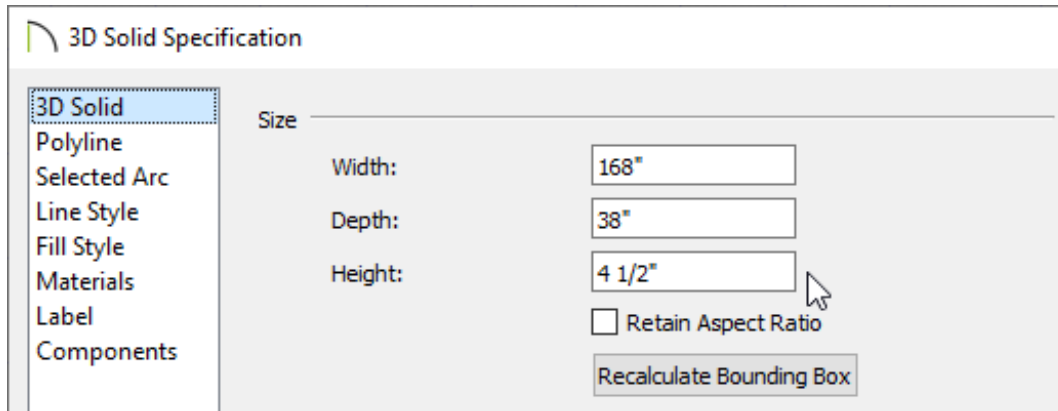 3D Solid Specification
3D Solid
Polyline
Selected Arc
Line Style
Fill Style
Materials
Label
Components
Size
Width: 168"
Depth: 38"
Height: 4 1/2"
Retain Aspect Ratio
Recalculate Bounding Box